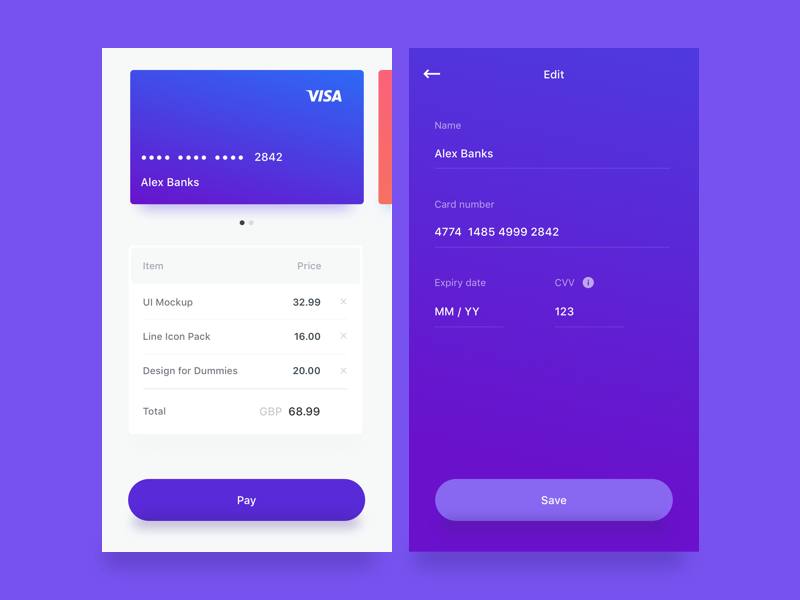 VISA
•••• •••• •••• 2842
Alex Banks
Item Price
UI Mockup 32.99 ×
Line Icon Pack 16.00 ×
Design for Dummies 20.00 ×
Total GBP 68.99
Pay
Edit
Name
Alex Banks
Card number
4774 1485 4999 2842
Expiry date CVV i
MM / YY 123
Save